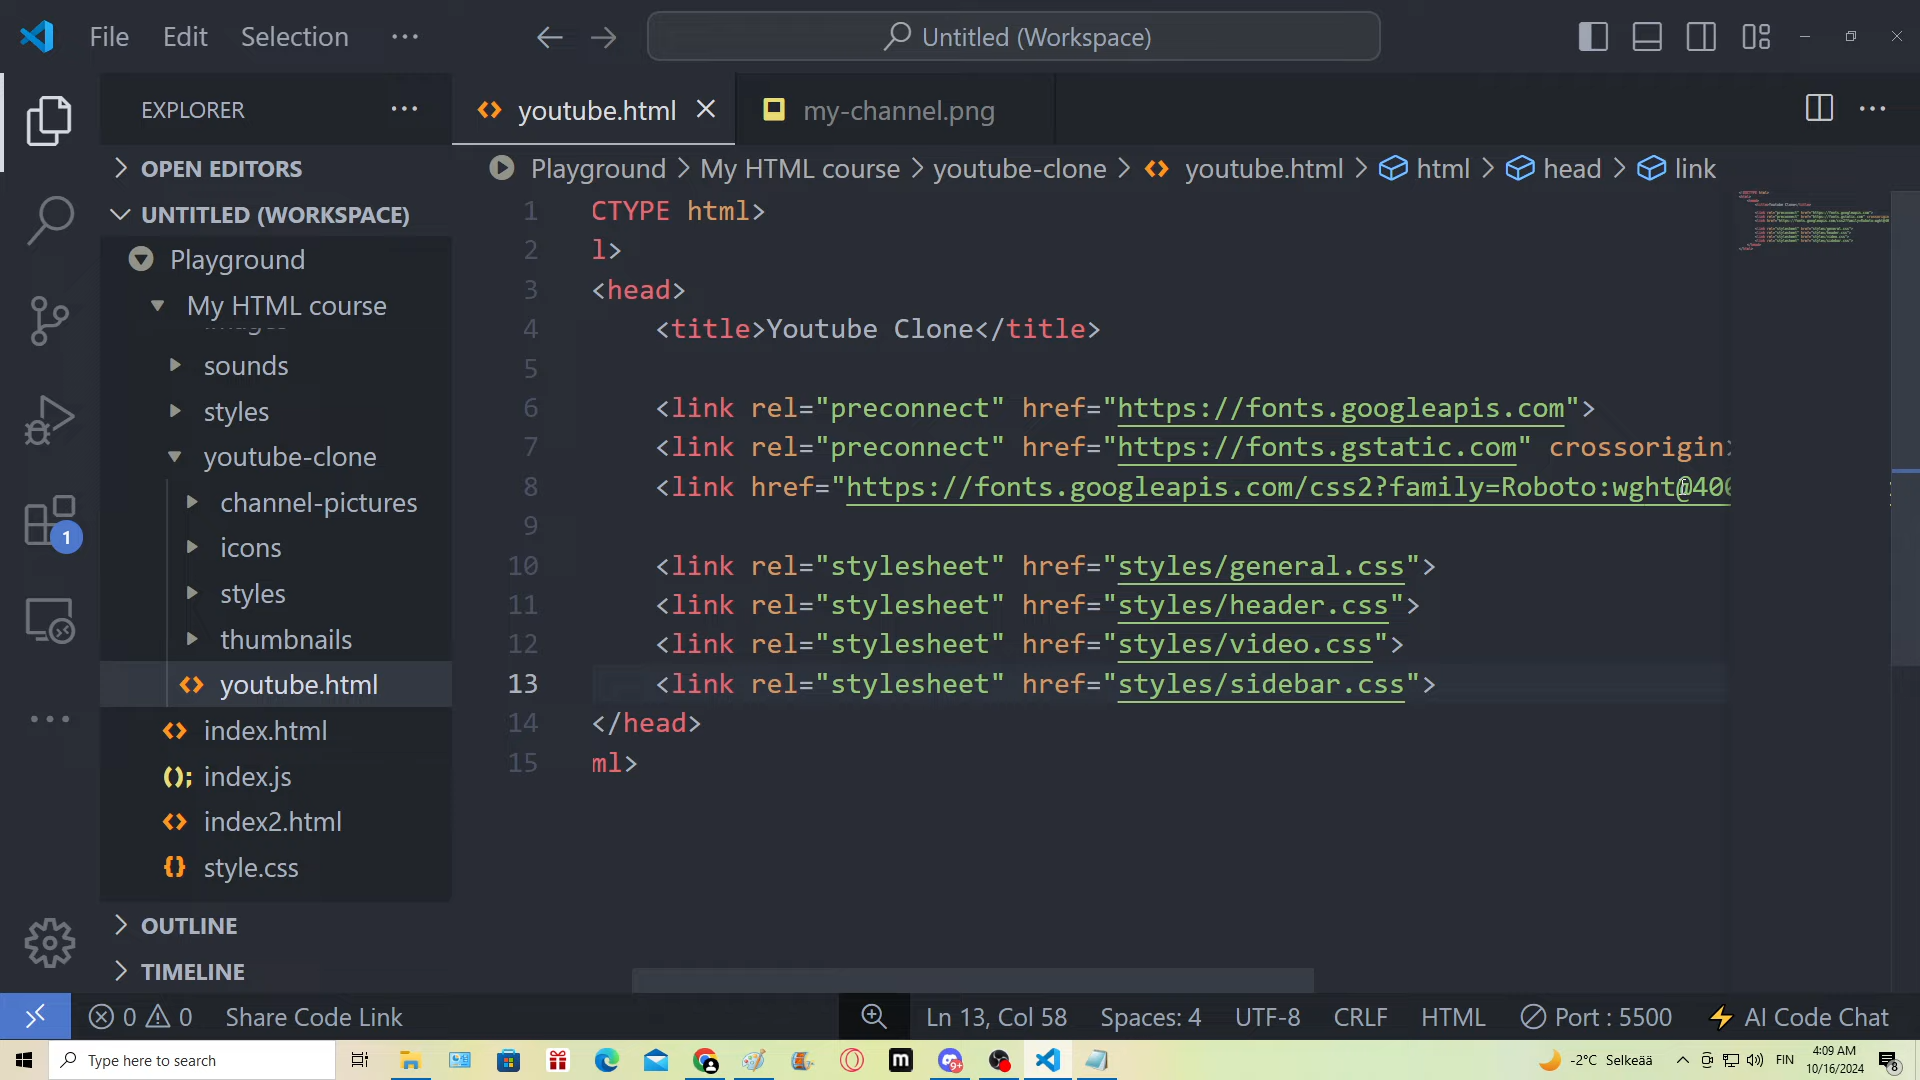 File Edit Selection ··· Untitled (Workspace)
EXPLORER ··· youtube.html my-channel.png ···
OPEN EDITORS
Playground > My HTML course > youtube-clone > youtube.html > html > head > link
UNTITLED (WORKSPACE)
Playground
My HTML course
sounds
styles
youtube-clone
channel-pictures
icons
styles
thumbnails
youtube.html
index.html
index.js
index2.html
style.css
OUTLINE
TIMELINE
1
1 CTYPE html>
2 l>
3 <head>
4 <title>Youtube Clone</title>
5
6 <link rel="preconnect" href="https://fonts.googleapis.com">
7 <link rel="preconnect" href="https://fonts.gstatic.com" crossorigin>
8 <link href="https://fonts.googleapis.com/css2?family=Roboto:wght@400
9
10 <link rel="stylesheet" href="styles/general.css">
11 <link rel="stylesheet" href="styles/header.css">
12 <link rel="stylesheet" href="styles/video.css">
13 <link rel="stylesheet" href="styles/sidebar.css">
14 </head>
15 ml>
0 0 Share Code Link Ln 13, Col 58 Spaces: 4 UTF-8 CRLF HTML Port : 5500 AI Code Chat
Type here to search m 9+ -2°C Selkeää FIN 4:09 AM
10/16/2024 8